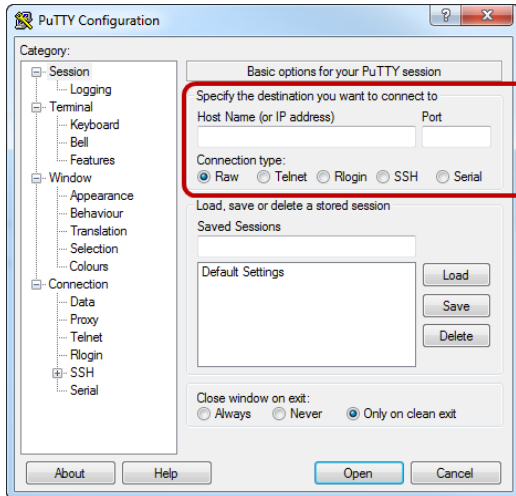 PuTTY Configuration
Category:
Session
Logging
Terminal
Keyboard
Bell
Features
Window
Appearance
Behaviour
Translation
Selection
Colours
Connection
Data
Proxy
Telnet
Rlogin
SSH
Serial
Basic options for your PuTTY session
Specify the destination you want to connect to
Host Name (or IP address) Port
Connection type:
Raw Telnet Rlogin SSH Serial
Load, save or delete a stored session
Saved Sessions
Default Settings
Load
Save
Delete
Close window on exit:
Always Never Only on clean exit
About Help Open Cancel